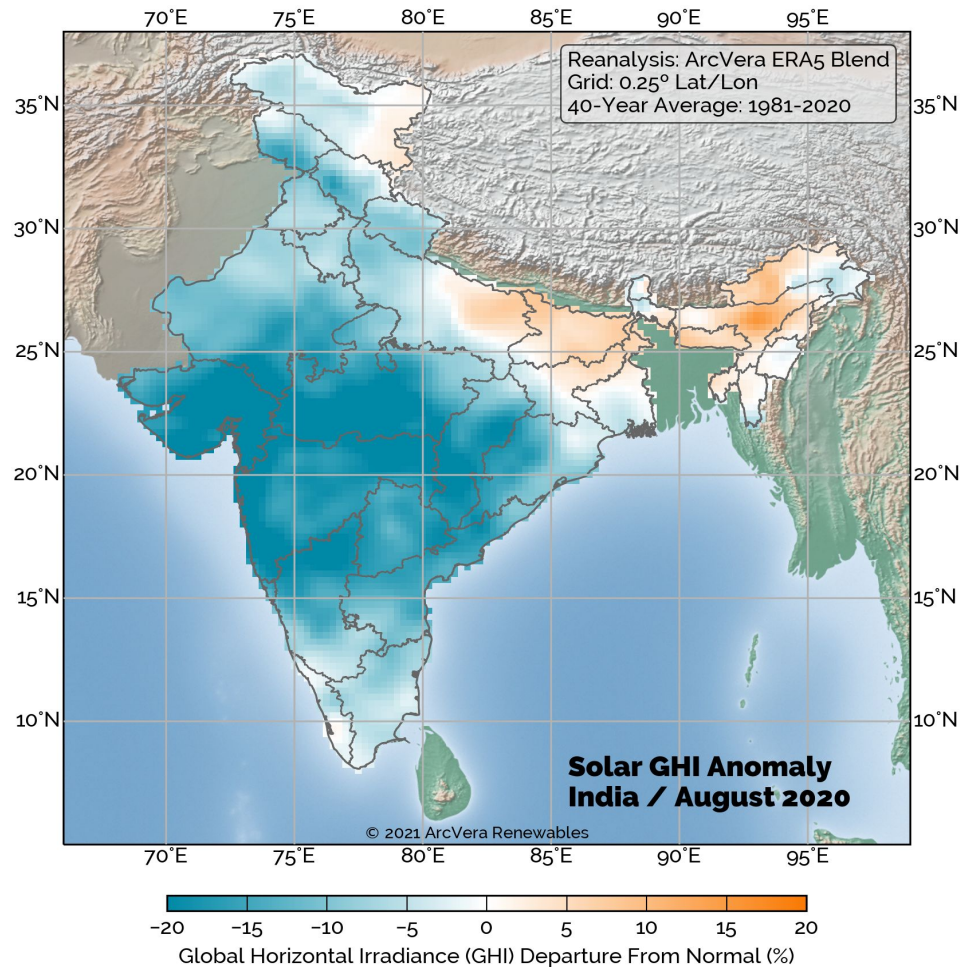 70°E 75°E 80°E 85°E 90°E 95°E
Reanalysis: ArcVera ERA5 Blend
Grid: 0.25º Lat/Lon
40-Year Average: 1981-2020
35°N 35°N
30°N 30°N
25°N 25°N
20°N 20°N
15°N 15°N
10°N 10°N
Solar GHI Anomaly
India / August 2020
© 2021 ArcVera Renewables
70°E 75°E 80°E 85°E 90°E 95°E
−20 −15 −10 −5 0 5 10 15 20
Global Horizontal Irradiance (GHI) Departure From Normal (%)